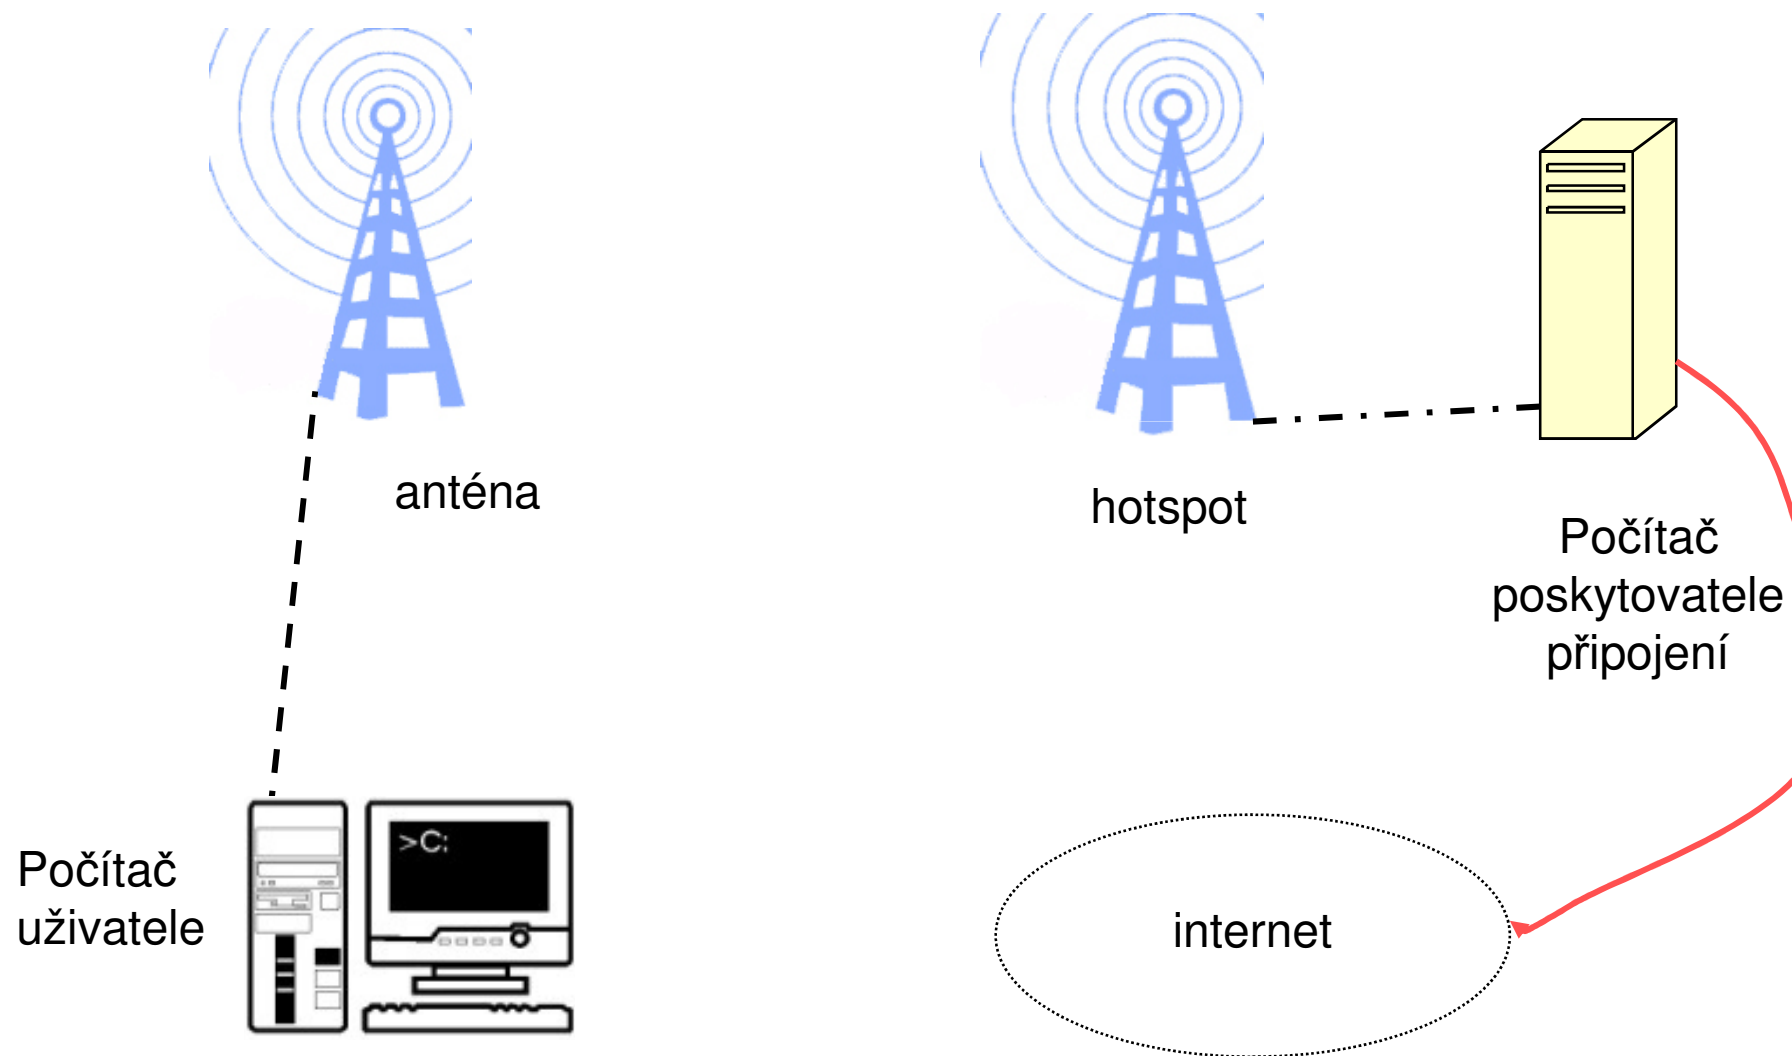 anténa
hotspot
Počítač
poskytovatele
připojení
Počítač
uživatele
>C:
internet